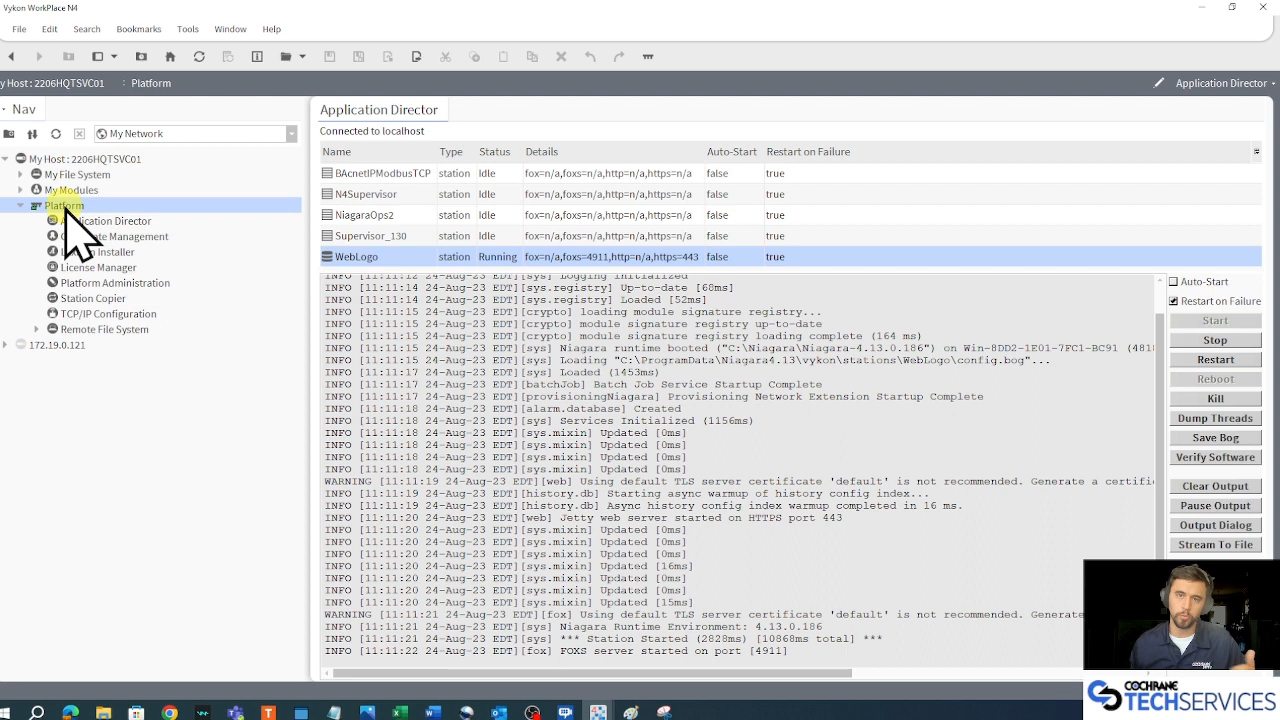 Vykon WorkPlace N4
File Edit Search Bookmarks Tools Window Help
y Host : 2206HQTSVC01 : Platform
Application Director
Nav
My Network
My Host : 2206HQTSVC01
My File System
My Modules
Platform
Application Director
Management
Installer
License Manager
Platform Administration
Station Copier
TCP/IP Configuration
Remote File System
172.19.0.121
Application Director
Connected to localhost
Name Type Status Details Auto-Start Restart on Failure
BAcnetIPModbusTCP station Idle fox=n/a,foxs=n/a,http=n/a,https=n/a false true
N4Supervisor station Idle fox=n/a,foxs=n/a,http=n/a,https=n/a false true
NiagaraOps2 station Idle fox=n/a,foxs=n/a,http=n/a,https=n/a false true
Supervisor_130 station Idle fox=n/a,foxs=n/a,http=n/a,https=n/a false true
WebLogo station Running fox=n/a,foxs=4911,http=n/a,https=443 false true
INFO [11:11:12 24-Aug-23 EDT][sys] Logging initialized
INFO [11:11:14 24-Aug-23 EDT][sys.registry] Up-to-date [68ms]
INFO [11:11:14 24-Aug-23 EDT][sys.registry] Loaded [52ms]
INFO [11:11:15 24-Aug-23 EDT][crypto] loading module signature registry...
INFO [11:11:15 24-Aug-23 EDT][crypto] module signature registry up-to-date
INFO [11:11:15 24-Aug-23 EDT][crypto] module signature registry loading complete (164 ms)
INFO [11:11:15 24-Aug-23 EDT][sys] Niagara runtime booted ("C:\Niagara\Niagara-4.13.0.186") on Win-8DD2-1E01-7FC1-BC91 (481
INFO [11:11:15 24-Aug-23 EDT][sys] Loading "C:\ProgramData\Niagara4.13\vykon\stations\WebLogo\config.bog"...
INFO [11:11:17 24-Aug-23 EDT][sys] Loaded (1453ms)
INFO [11:11:17 24-Aug-23 EDT][batchJob] Batch Job Service Startup Complete
INFO [11:11:17 24-Aug-23 EDT][provisioningNiagara] Provisioning Network Extension Startup Complete
INFO [11:11:18 24-Aug-23 EDT][alarm.database] Created
INFO [11:11:18 24-Aug-23 EDT][sys] Services Initialized (1156ms)
INFO [11:11:18 24-Aug-23 EDT][sys.mixin] Updated [0ms]
INFO [11:11:18 24-Aug-23 EDT][sys.mixin] Updated [0ms]
INFO [11:11:18 24-Aug-23 EDT][sys.mixin] Updated [0ms]
INFO [11:11:18 24-Aug-23 EDT][sys.mixin] Updated [0ms]
WARNING [11:11:19 24-Aug-23 EDT][web] Using default TLS server certificate 'default' is not recommended. Generate a certifi
INFO [11:11:19 24-Aug-23 EDT][history.db] Starting async warmup of history config index...
INFO [11:11:19 24-Aug-23 EDT][history.db] Async history config index warmup completed in 16 ms.
INFO [11:11:20 24-Aug-23 EDT][web] Jetty web server started on HTTPS port 443
INFO [11:11:20 24-Aug-23 EDT][sys.mixin] Updated [0ms]
INFO [11:11:20 24-Aug-23 EDT][sys.mixin] Updated [0ms]
INFO [11:11:20 24-Aug-23 EDT][sys.mixin] Updated [0ms]
INFO [11:11:20 24-Aug-23 EDT][sys.mixin] Updated [16ms]
INFO [11:11:20 24-Aug-23 EDT][sys.mixin] Updated [0ms]
INFO [11:11:20 24-Aug-23 EDT][sys.mixin] Updated [0ms]
INFO [11:11:20 24-Aug-23 EDT][sys.mixin] Updated [15ms]
WARNING [11:11:21 24-Aug-23 EDT][fox] Using default TLS server certificate 'default' is not recommended. Generate
INFO [11:11:21 24-Aug-23 EDT][sys] Niagara Runtime Environment: 4.13.0.186
INFO [11:11:21 24-Aug-23 EDT][sys] *** Station Started (2828ms) [10868ms total] ***
INFO [11:11:22 24-Aug-23 EDT][fox] FOXS server started on port [4911]
Auto-Start
Restart on Failure
Start
Stop
Restart
Reboot
Kill
Dump Threads
Save Bog
Verify Software
Clear Output
Pause Output
Output Dialog
Stream To File
COCHRANE
TECHSERVICES